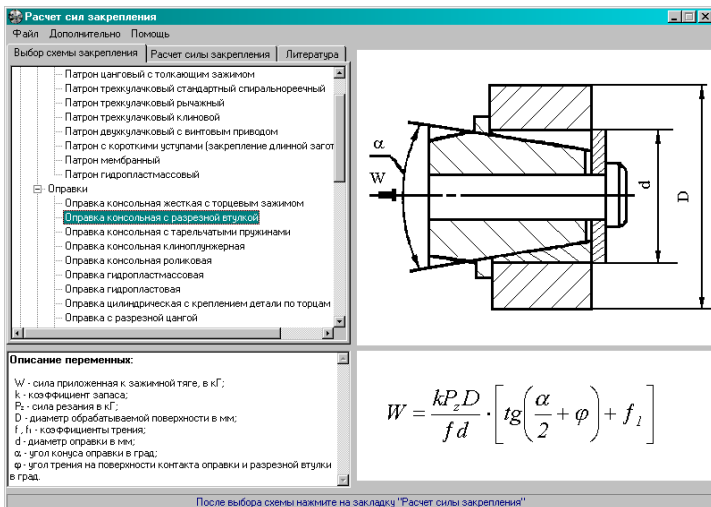 Расчет сил закрепления
Файл Дополнительно Помощь
Выбор схемы закрепления Расчет силы закрепления Литература
Патрон цанговый с толкающим зажимом
Патрон трехкулачковый стандартный спиральнореечный
Патрон трехкулачковый рычажный
Патрон трехкулачковый клиновой
Патрон двухкулачковый с винтовым приводом
Патрон с короткими уступами (закрепление длинной загот
Патрон мембранный
Патрон гидропластмассовый
Оправки
Оправка консольная жесткая с торцевым зажимом
Оправка консольная с разрезной втулкой
Оправка консольная с тарельчатыми пружинами
Оправка консольная клиноплунжерная
Оправка консольная роликовая
Оправка гидропластмассовая
Оправка гидропластовая
Оправка цилиндрическая с креплением детали по торцам
Оправка с разрезной цангой
α
W
d
D
Описание переменных:
W - сила приложенная к зажимной тяге, в кГ;
k - коэффициент запаса;
Pz - сила резания в кГ;
D - диаметр обрабатываемой поверхности в мм;
f , f₁ - коэффициенты трения;
d - диаметр оправки в мм;
α - угол конуса оправки в град;
φ - угол трения на поверхности контакта оправки и разрезной втулки
в град.
W = kP_zD / fd · [tg(α/2 + φ) + f₁]
После выбора схемы нажмите на закладку "Расчет силы закрепления"